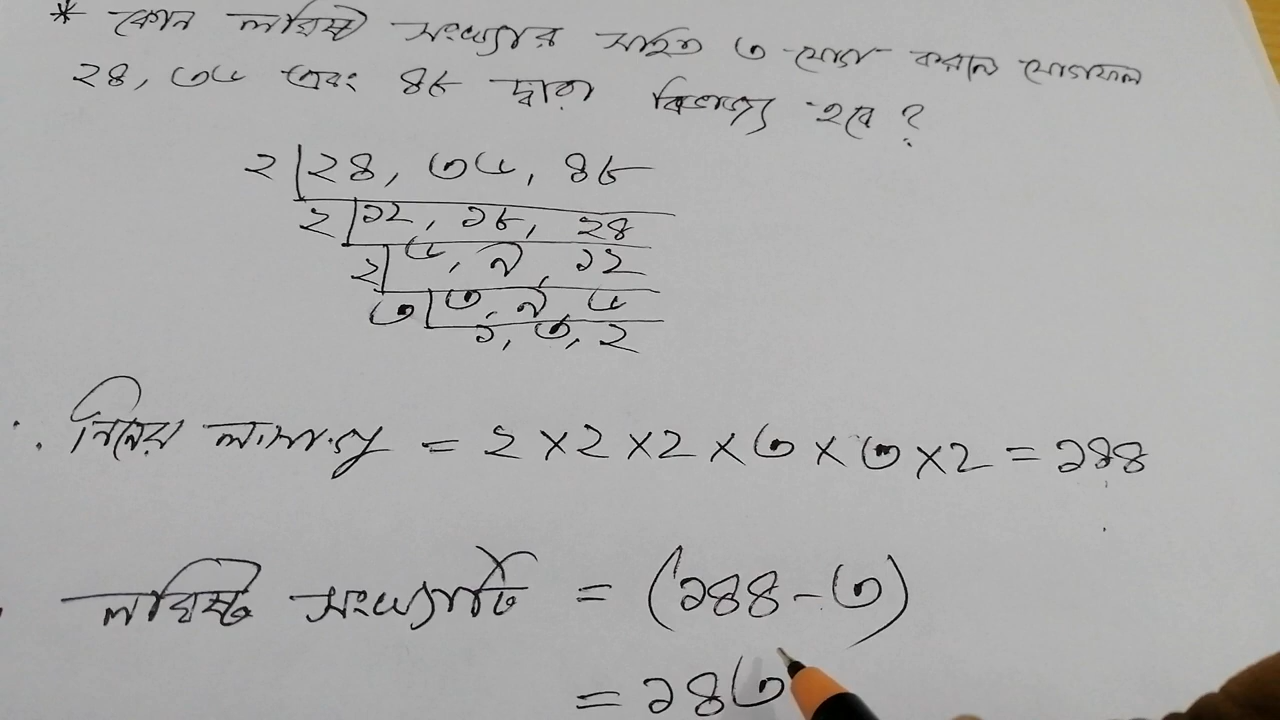 * কোন লঘিষ্ট সংখ্যার সহিত ৩ যোগ করলে যোগফল
২৪, ৩৬ এবং ৪৮ দ্বারা বিভাজ্য হবে?
২ | ২৪, ৩৬, ৪৮
২ | ১২, ১৮, ২৪
২ | ৬, ৯, ১২
৩ | ৩, ৯, ৬
১, ৩, ২
∴ নির্ণেয় ল.সা.গু = ২ × ২ × ২ × ৩ × ৩ × ২ = ১৪৪
লঘিষ্ট সংখ্যাটি = (১৪৪ - ৩)
= ১৪৩